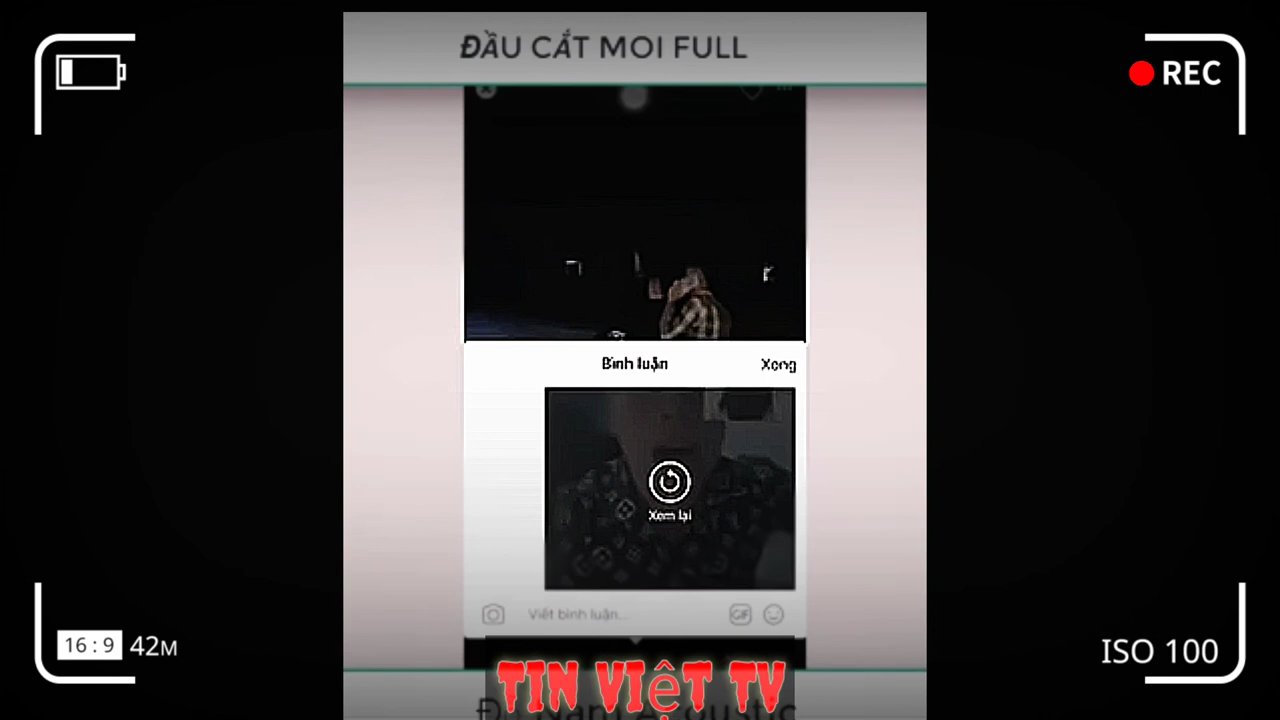 ĐẦU CẮT MOI FULL
REC
Bình luận
Xong
Xem lại
Viết bình luận...
GIF
16:9 42M
ISO 100
TIN VIệT TV